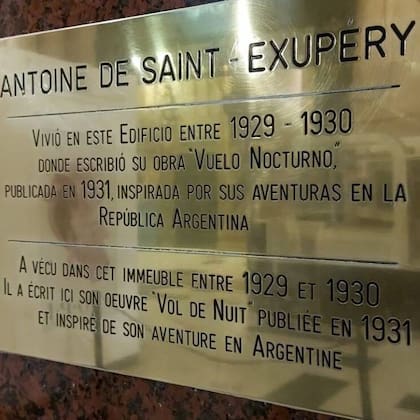 ANTOINE DE SAINT-EXUPERY
VIVIÓ EN ESTE EDIFICIO ENTRE 1929 - 1930
DONDE ESCRIBIÓ SU OBRA "VUELO NOCTURNO,"
PUBLICADA EN 1931, INSPIRADA POR SUS AVENTURAS EN LA
REPÚBLICA ARGENTINA
A VÉCU DANS CET IMMEUBLE ENTRE 1929 ET 1930
IL A ÉCRIT ICI SON OEUVRE "VOL DE NUIT" PUBLIÉE EN 1931
ET INSPIRÉ DE SON AVENTURE EN ARGENTINE